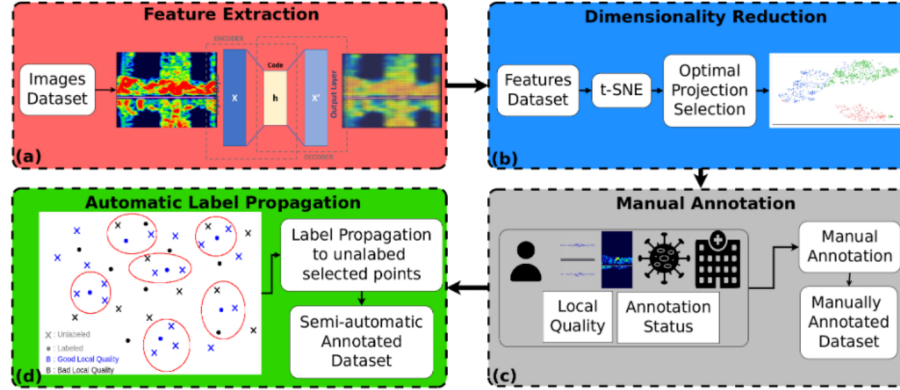 Feature Extraction
Images
Dataset
ENCODER
Code
X
h
X'
Output Layer
DECODER
(a)
Dimensionality Reduction
Features
Dataset
t-SNE
Optimal
Projection
Selection
(b)
Manual Annotation
Local
Quality
Annotation
Status
Manual
Annotation
Manually
Annotated
Dataset
(c)
Automatic Label Propagation
X : Unlabeled
● : Labeled
B : Good Local Quality
B : Bad Local Quality
Label Propagation
to unlabed
selected points
Semi-automatic
Annotated
Dataset
(d)